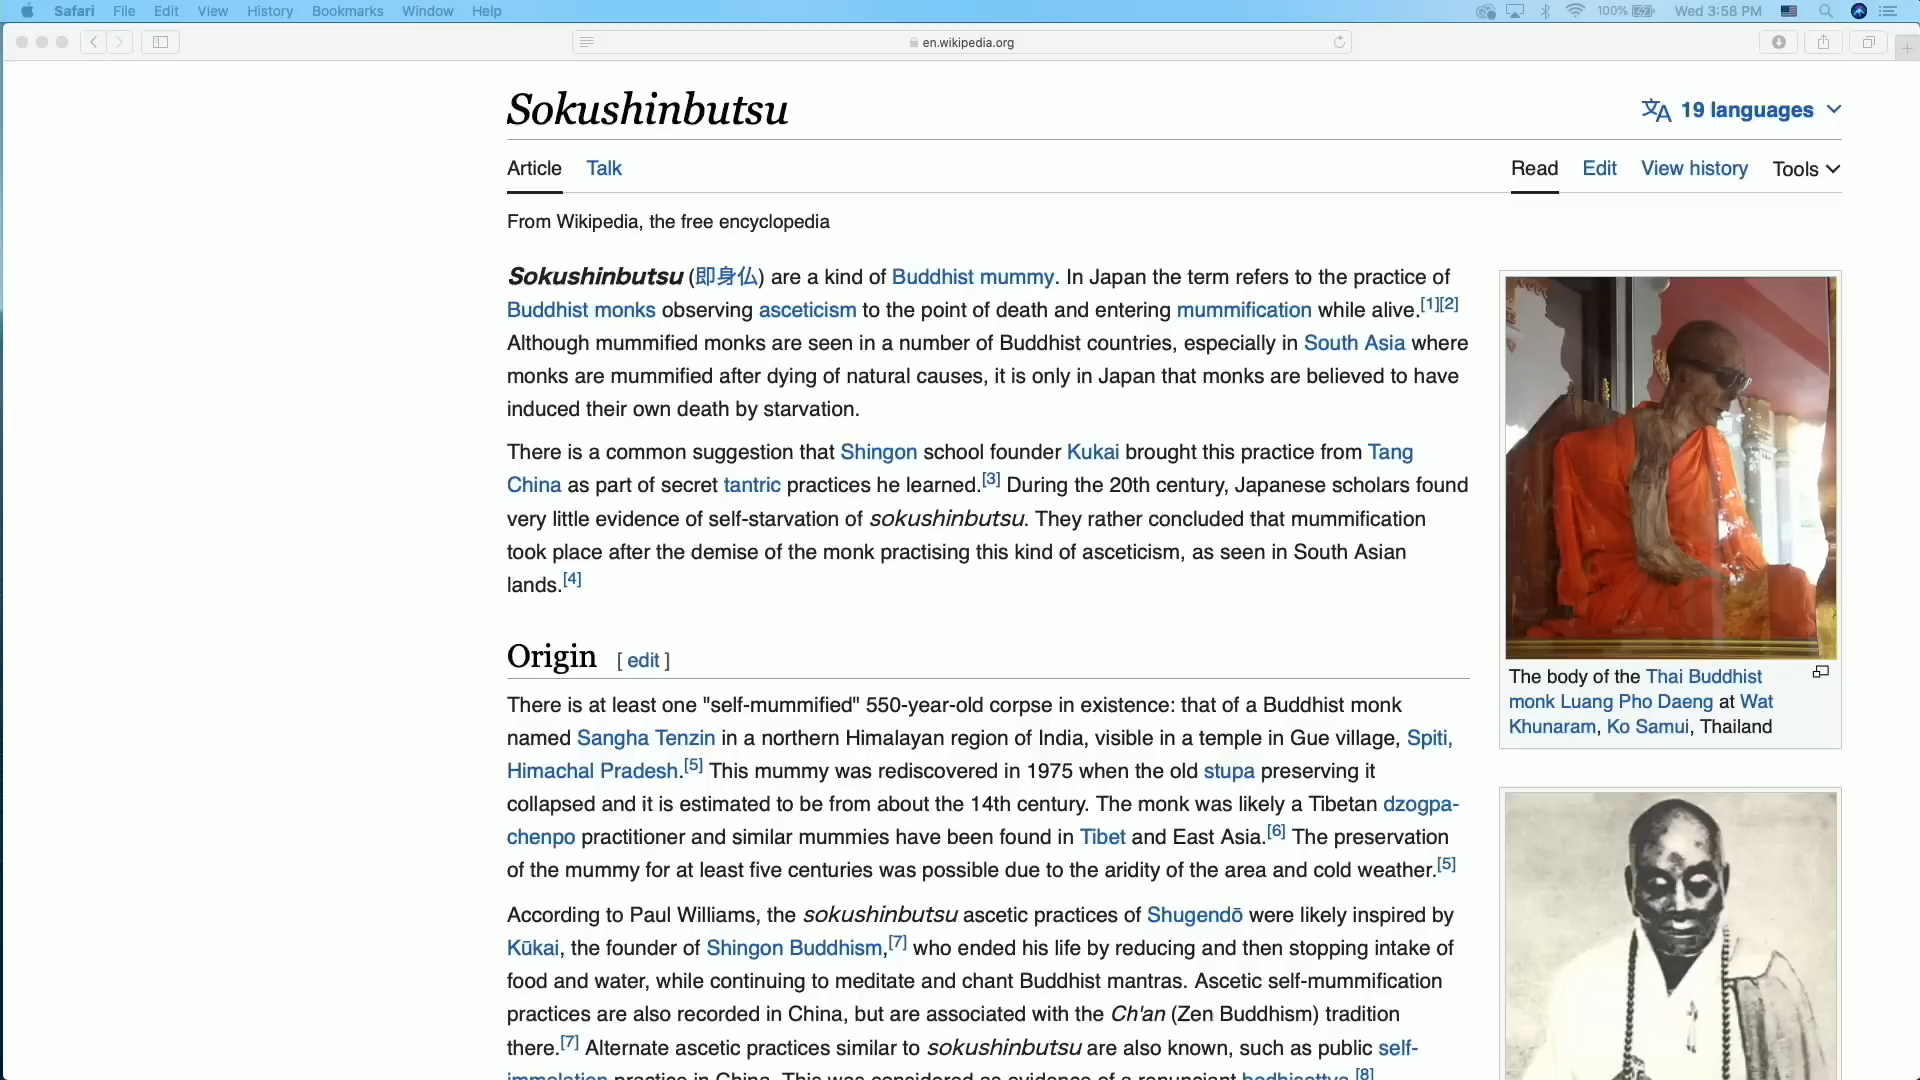 Safari File Edit View History Bookmarks Window Help 100% Wed 3:58 PM
en.wikipedia.org
Sokushinbutsu
19 languages
Article Talk Read Edit View history Tools
From Wikipedia, the free encyclopedia
Sokushinbutsu (即身仏) are a kind of Buddhist mummy. In Japan the term refers to the practice of
Buddhist monks observing asceticism to the point of death and entering mummification while alive.[1][2]
Although mummified monks are seen in a number of Buddhist countries, especially in South Asia where
monks are mummified after dying of natural causes, it is only in Japan that monks are believed to have
induced their own death by starvation.
There is a common suggestion that Shingon school founder Kukai brought this practice from Tang
China as part of secret tantric practices he learned.[3] During the 20th century, Japanese scholars found
very little evidence of self-starvation of sokushinbutsu. They rather concluded that mummification
took place after the demise of the monk practising this kind of asceticism, as seen in South Asian
lands.[4]
The body of the Thai Buddhist
monk Luang Pho Daeng at Wat
Khunaram, Ko Samui, Thailand
Origin [ edit ]
There is at least one "self-mummified" 550-year-old corpse in existence: that of a Buddhist monk
named Sangha Tenzin in a northern Himalayan region of India, visible in a temple in Gue village, Spiti,
Himachal Pradesh.[5] This mummy was rediscovered in 1975 when the old stupa preserving it
collapsed and it is estimated to be from about the 14th century. The monk was likely a Tibetan dzogpa-
chenpo practitioner and similar mummies have been found in Tibet and East Asia.[6] The preservation
of the mummy for at least five centuries was possible due to the aridity of the area and cold weather.[5]
According to Paul Williams, the sokushinbutsu ascetic practices of Shugendō were likely inspired by
Kūkai, the founder of Shingon Buddhism,[7] who ended his life by reducing and then stopping intake of
food and water, while continuing to meditate and chant Buddhist mantras. Ascetic self-mummification
practices are also recorded in China, but are associated with the Ch'an (Zen Buddhism) tradition
there.[7] Alternate ascetic practices similar to sokushinbutsu are also known, such as public self-
immolation practice in China. This was considered as evidence of a renunciant bodhisattva.[8]